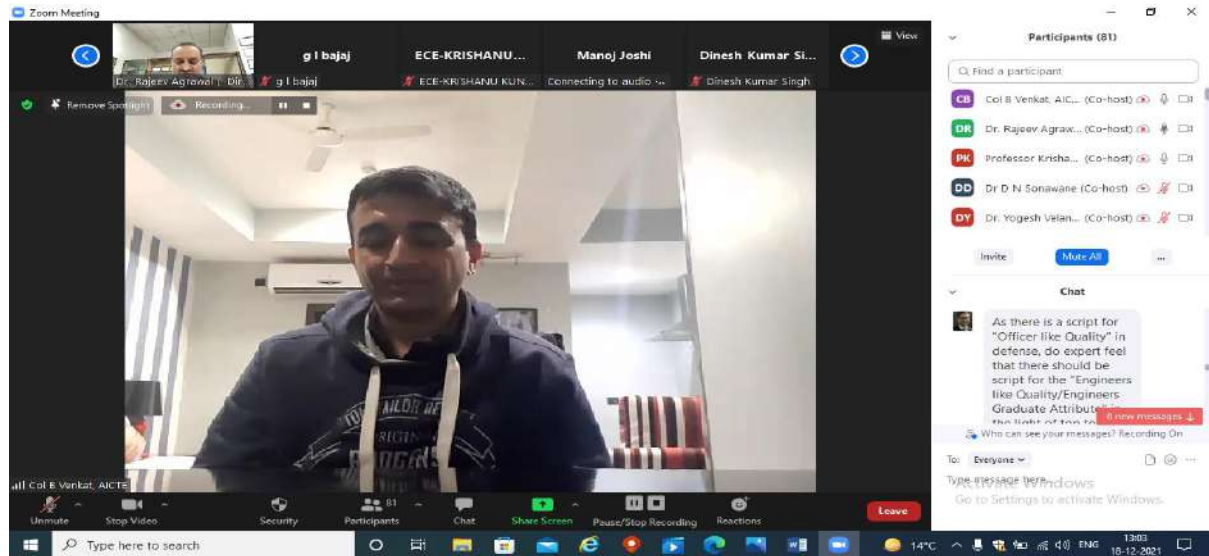 Zoom Meeting
View
g l bajaj
ECE-KRISHANU...
Manoj Joshi
Dinesh Kumar Si...
Dr. Rajeev Agrawal | Dir
g l bajaj
ECE-KRISHANU KUN...
Connecting to audio
Dinesh Kumar Singh
Remove Spotlight
Recording...
TOM TAILOR
Col B Venkat, AICTE
Unmute
Stop Video
Security
81
Participants
Chat
Share Screen
Pause/Stop Recording
Reactions
Leave
Participants (81)
Find a participant
CB Col B Venkat, AIC... (Co-host)
DR Dr. Rajeev Agraw... (Co-host)
PK Professor Krisha... (Co-host)
DD Dr D N Sonawane (Co-host)
DY Dr. Yogesh Velan... (Co-host)
Invite
Mute All
...
Chat
As there is a script for
"Officer like Quality" in
defense, do expert feel
that there should be
script for the "Engineers
like Quality/Engineers
Graduate Attribute"
the light of
6 new messages
Who can see your messages? Recording On
To: Everyone
Type message here...
Activate Windows
Go to Settings to activate Windows.
Type here to search
14°C
ENG
13:03
18-12-2021